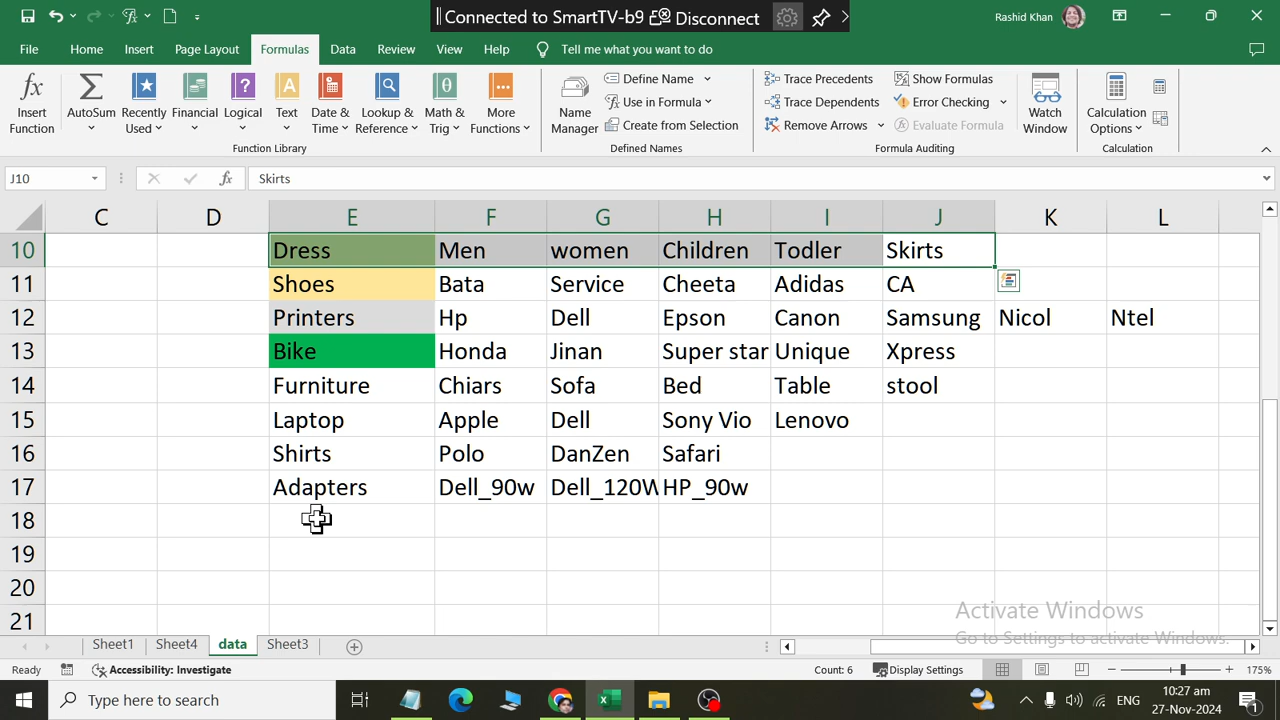 Connected to SmartTV-b9 Disconnect
Rashid Khan
File Home Insert Page Layout Formulas Data Review View Help Tell me what you want to do
Insert Function
AutoSum
Recently Used
Financial
Logical
Text
Date & Time
Lookup & Reference
Math & Trig
More Functions
Function Library
Name Manager
Define Name
Use in Formula
Create from Selection
Defined Names
Trace Precedents
Trace Dependents
Remove Arrows
Show Formulas
Error Checking
Evaluate Formula
Formula Auditing
Watch Window
Calculation Options
Calculation
J10 fx Skirts
C D E F G H I J K L
10 Dress Men women Children Todler Skirts
11 Shoes Bata Service Cheeta Adidas CA
12 Printers Hp Dell Epson Canon Samsung Nicol Ntel
13 Bike Honda Jinan Super star Unique Xpress
14 Furniture Chiars Sofa Bed Table stool
15 Laptop Apple Dell Sony Vio Lenovo
16 Shirts Polo DanZen Safari
17 Adapters Dell_90w Dell_120W HP_90w
18
19
20
21
Activate Windows
Go to Settings to activate Windows.
Sheet1 Sheet4 data Sheet3
Ready Accessibility: Investigate Count: 6 Display Settings 175%
Type here to search
ENG
10:27 am
27-Nov-2024
1